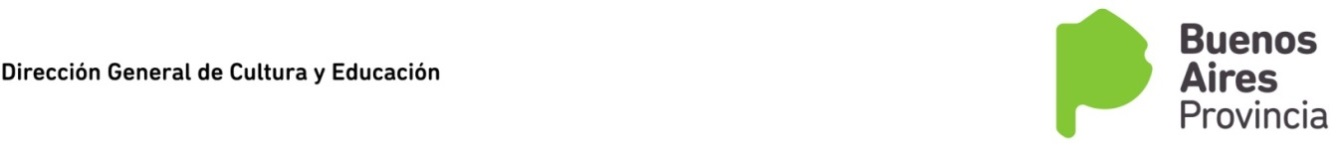 Dirección General de Cultura y Educación
Buenos
Aires
Provincia